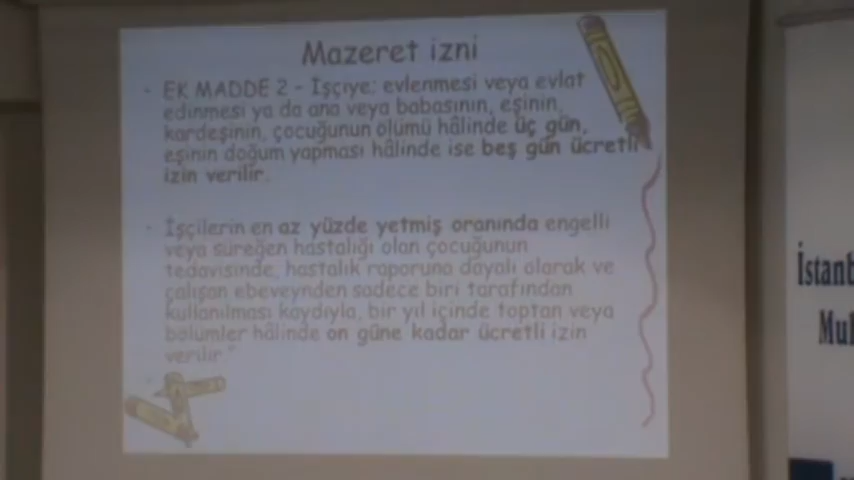 Mazeret izni
- EK MADDE 2 - İşçiye; evlenmesi veya evlat
edinmesi ya da ana veya babasının, eşinin,
kardeşinin, çocuğunun ölümü hâlinde üç gün,
eşinin doğum yapması hâlinde ise beş gün ücretli
izin verilir.
- İşçilerin en az yüzde yetmiş oranında engelli
veya süreğen hastalığı olan çocuğunun
tedavisinde, hastalık raporuna dayalı olarak ve
çalışan ebeveynden sadece biri tarafından
kullanılması kaydıyla, bir yıl içinde toptan veya
bölümler hâlinde on güne kadar ücretli izin
verilir."
İstanb
Mul